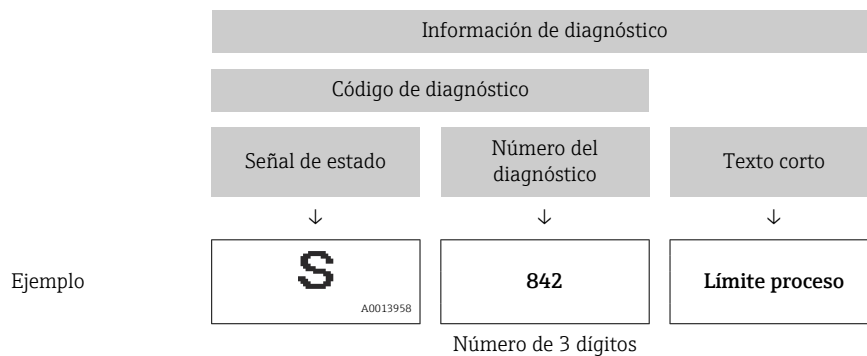 Información de diagnóstico
Código de diagnóstico
Señal de estado
Número del
diagnóstico
Texto corto
↓ ↓ ↓
Ejemplo
S
A0013958
842
Límite proceso
Número de 3 dígitos